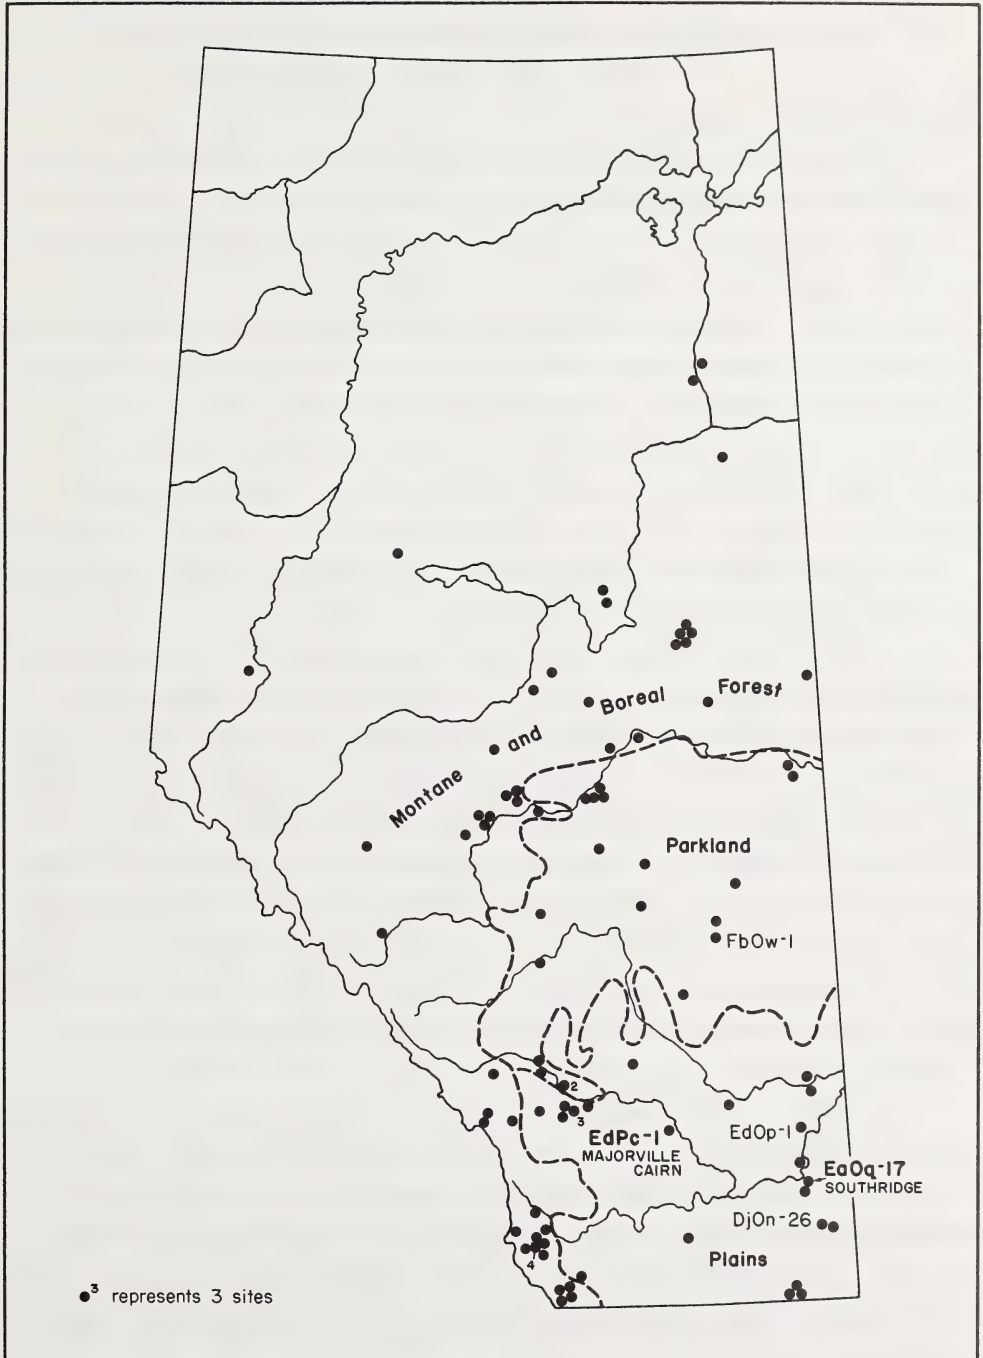 Montane and Boreal Forest
Parkland
FbOw-1
2
3
EdPc-1
MAJORVILLE
CAIRN
EdOp-1
EaOq-17
SOUTHRIDGE
DjOn-26
Plains
4
3 represents 3 sites